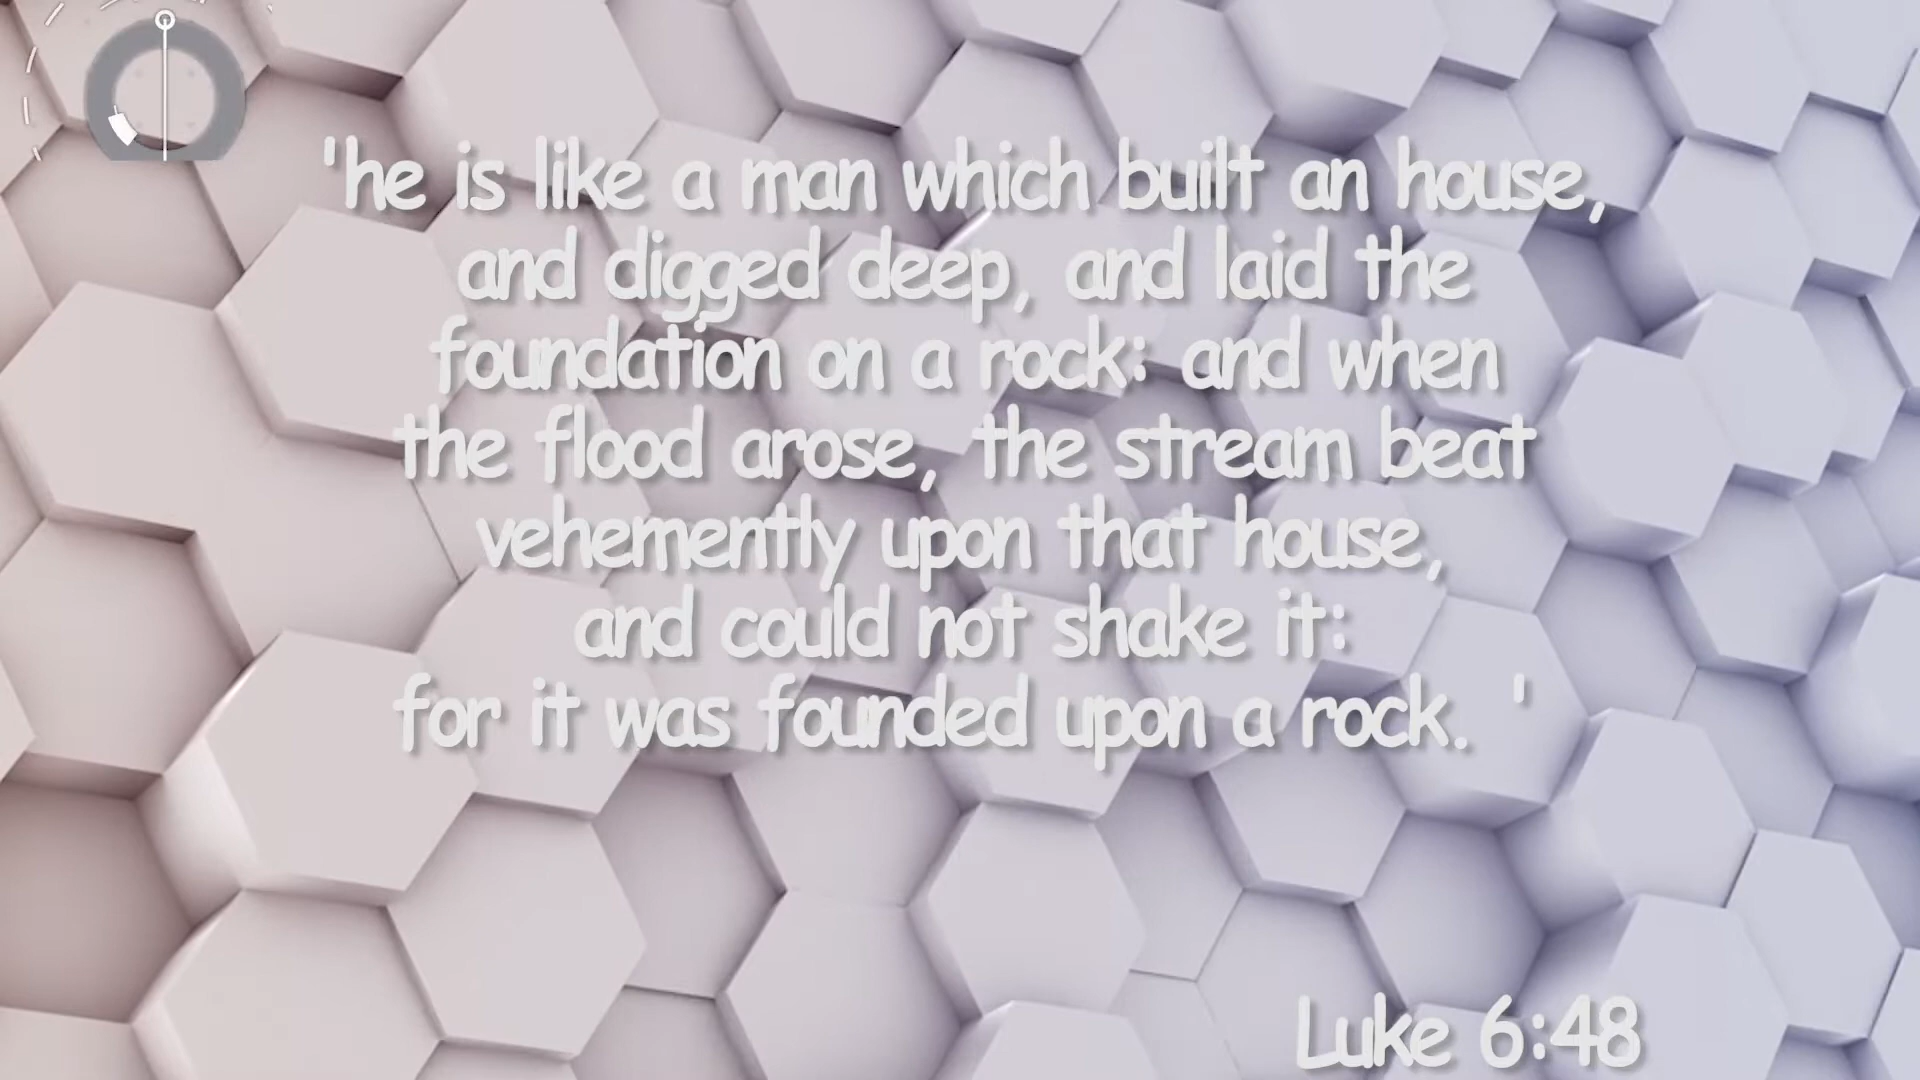 'he is like a man which built an house,
and digged deep, and laid the
foundation on a rock: and when
the flood arose, the stream beat
vehemently upon that house,
and could not shake it:
for it was founded upon a rock. '
Luke 6:48